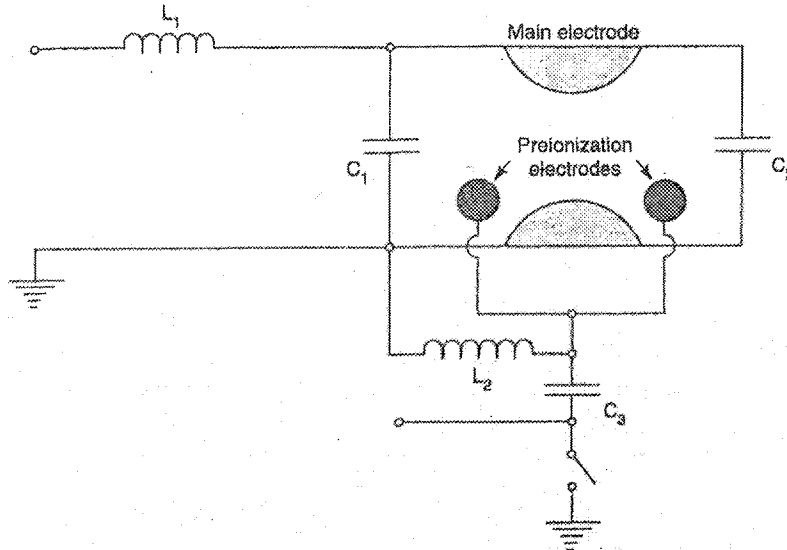 L₁
Main electrode
C₁
Preionization
electrodes
L₂
C₃